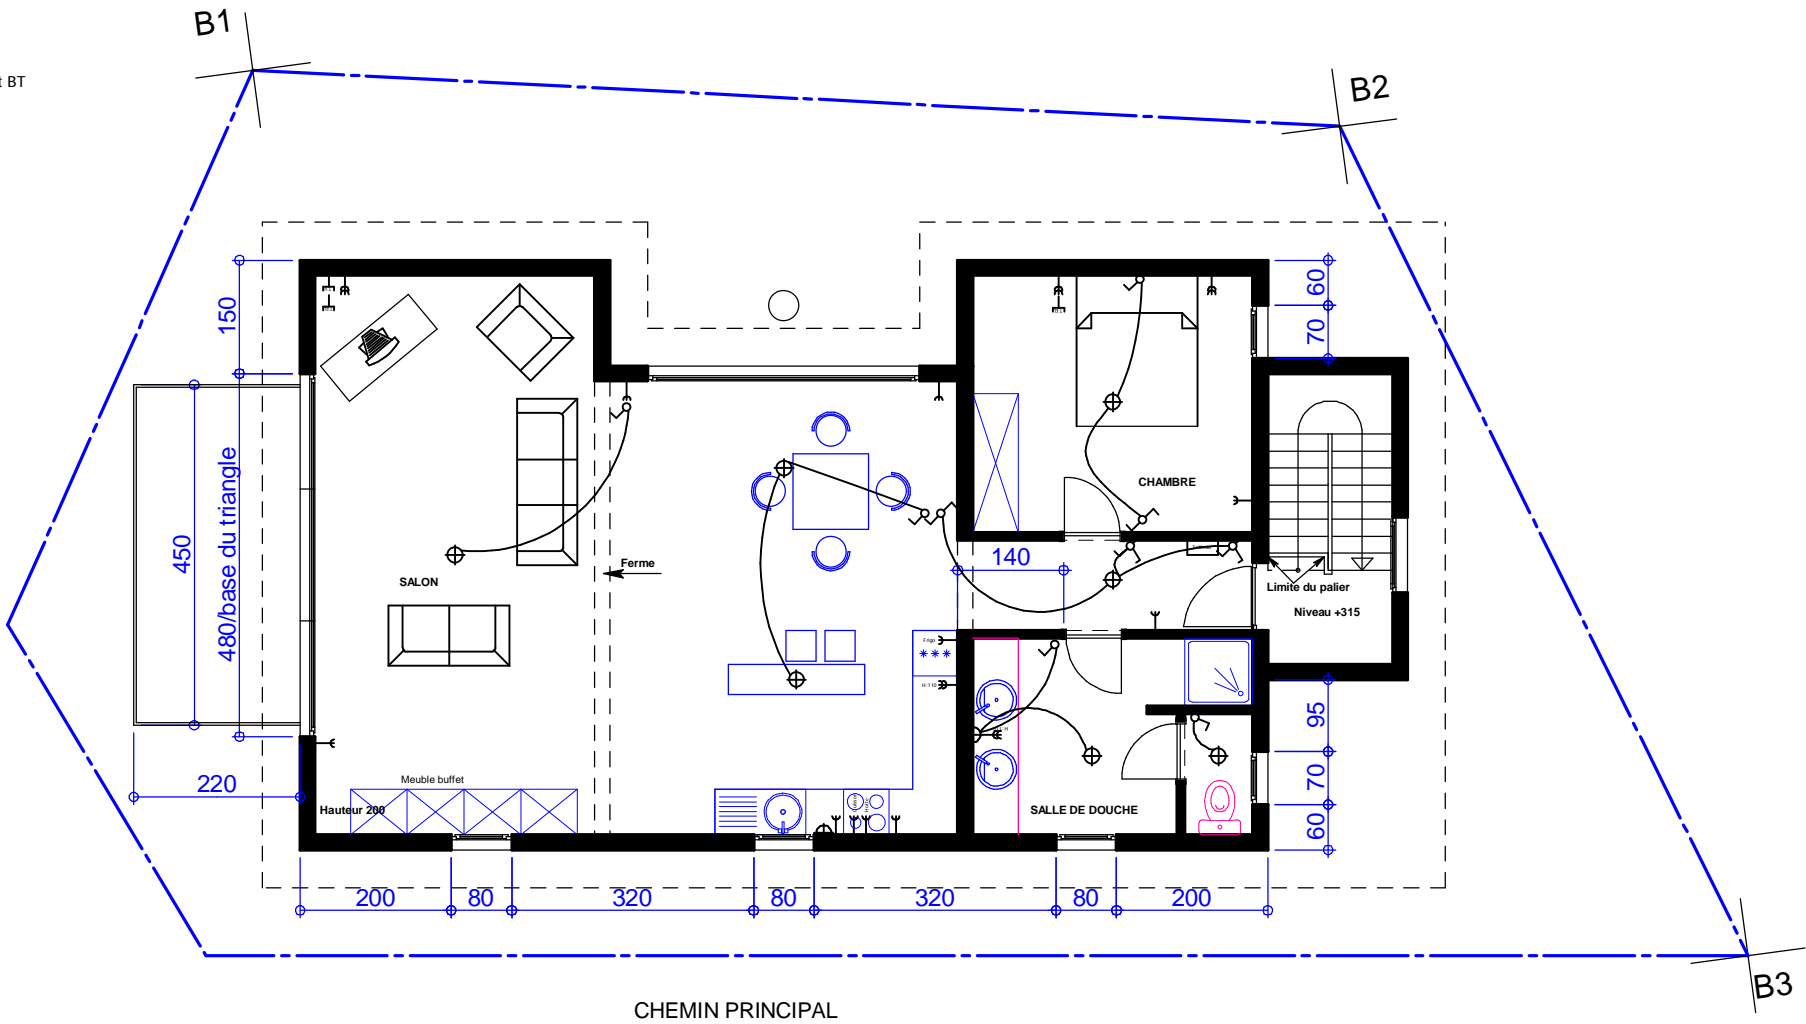 B1
t BT
B2
60
150
70
CHAMBRE
480/base du triangle
450
140
Ferme
SALON
Limite du palier
Niveau +315
Frigo
***
H:110
95
Meuble buffet
220
70
Hauteur 200
SALLE DE DOUCHE
60
200
80
320
80
320
80
200
B3
CHEMIN PRINCIPAL